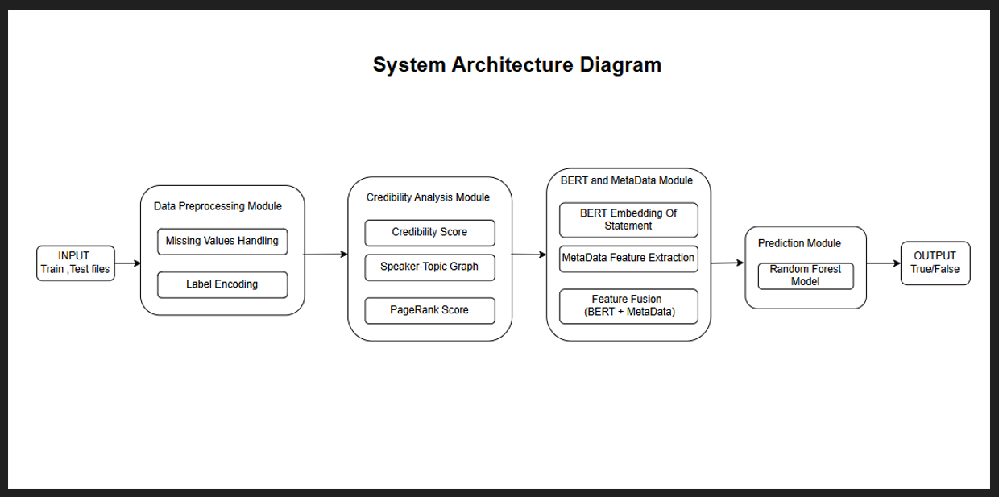 System Architecture Diagram
INPUT
Train ,Test files
Data Preprocessing Module
Missing Values Handling
Label Encoding
Credibility Analysis Module
Credibility Score
Speaker-Topic Graph
PageRank Score
BERT and MetaData Module
BERT Embedding Of
Statement
MetaData Feature Extraction
Feature Fusion
(BERT + MetaData)
Prediction Module
Random Forest
Model
OUTPUT
True/False